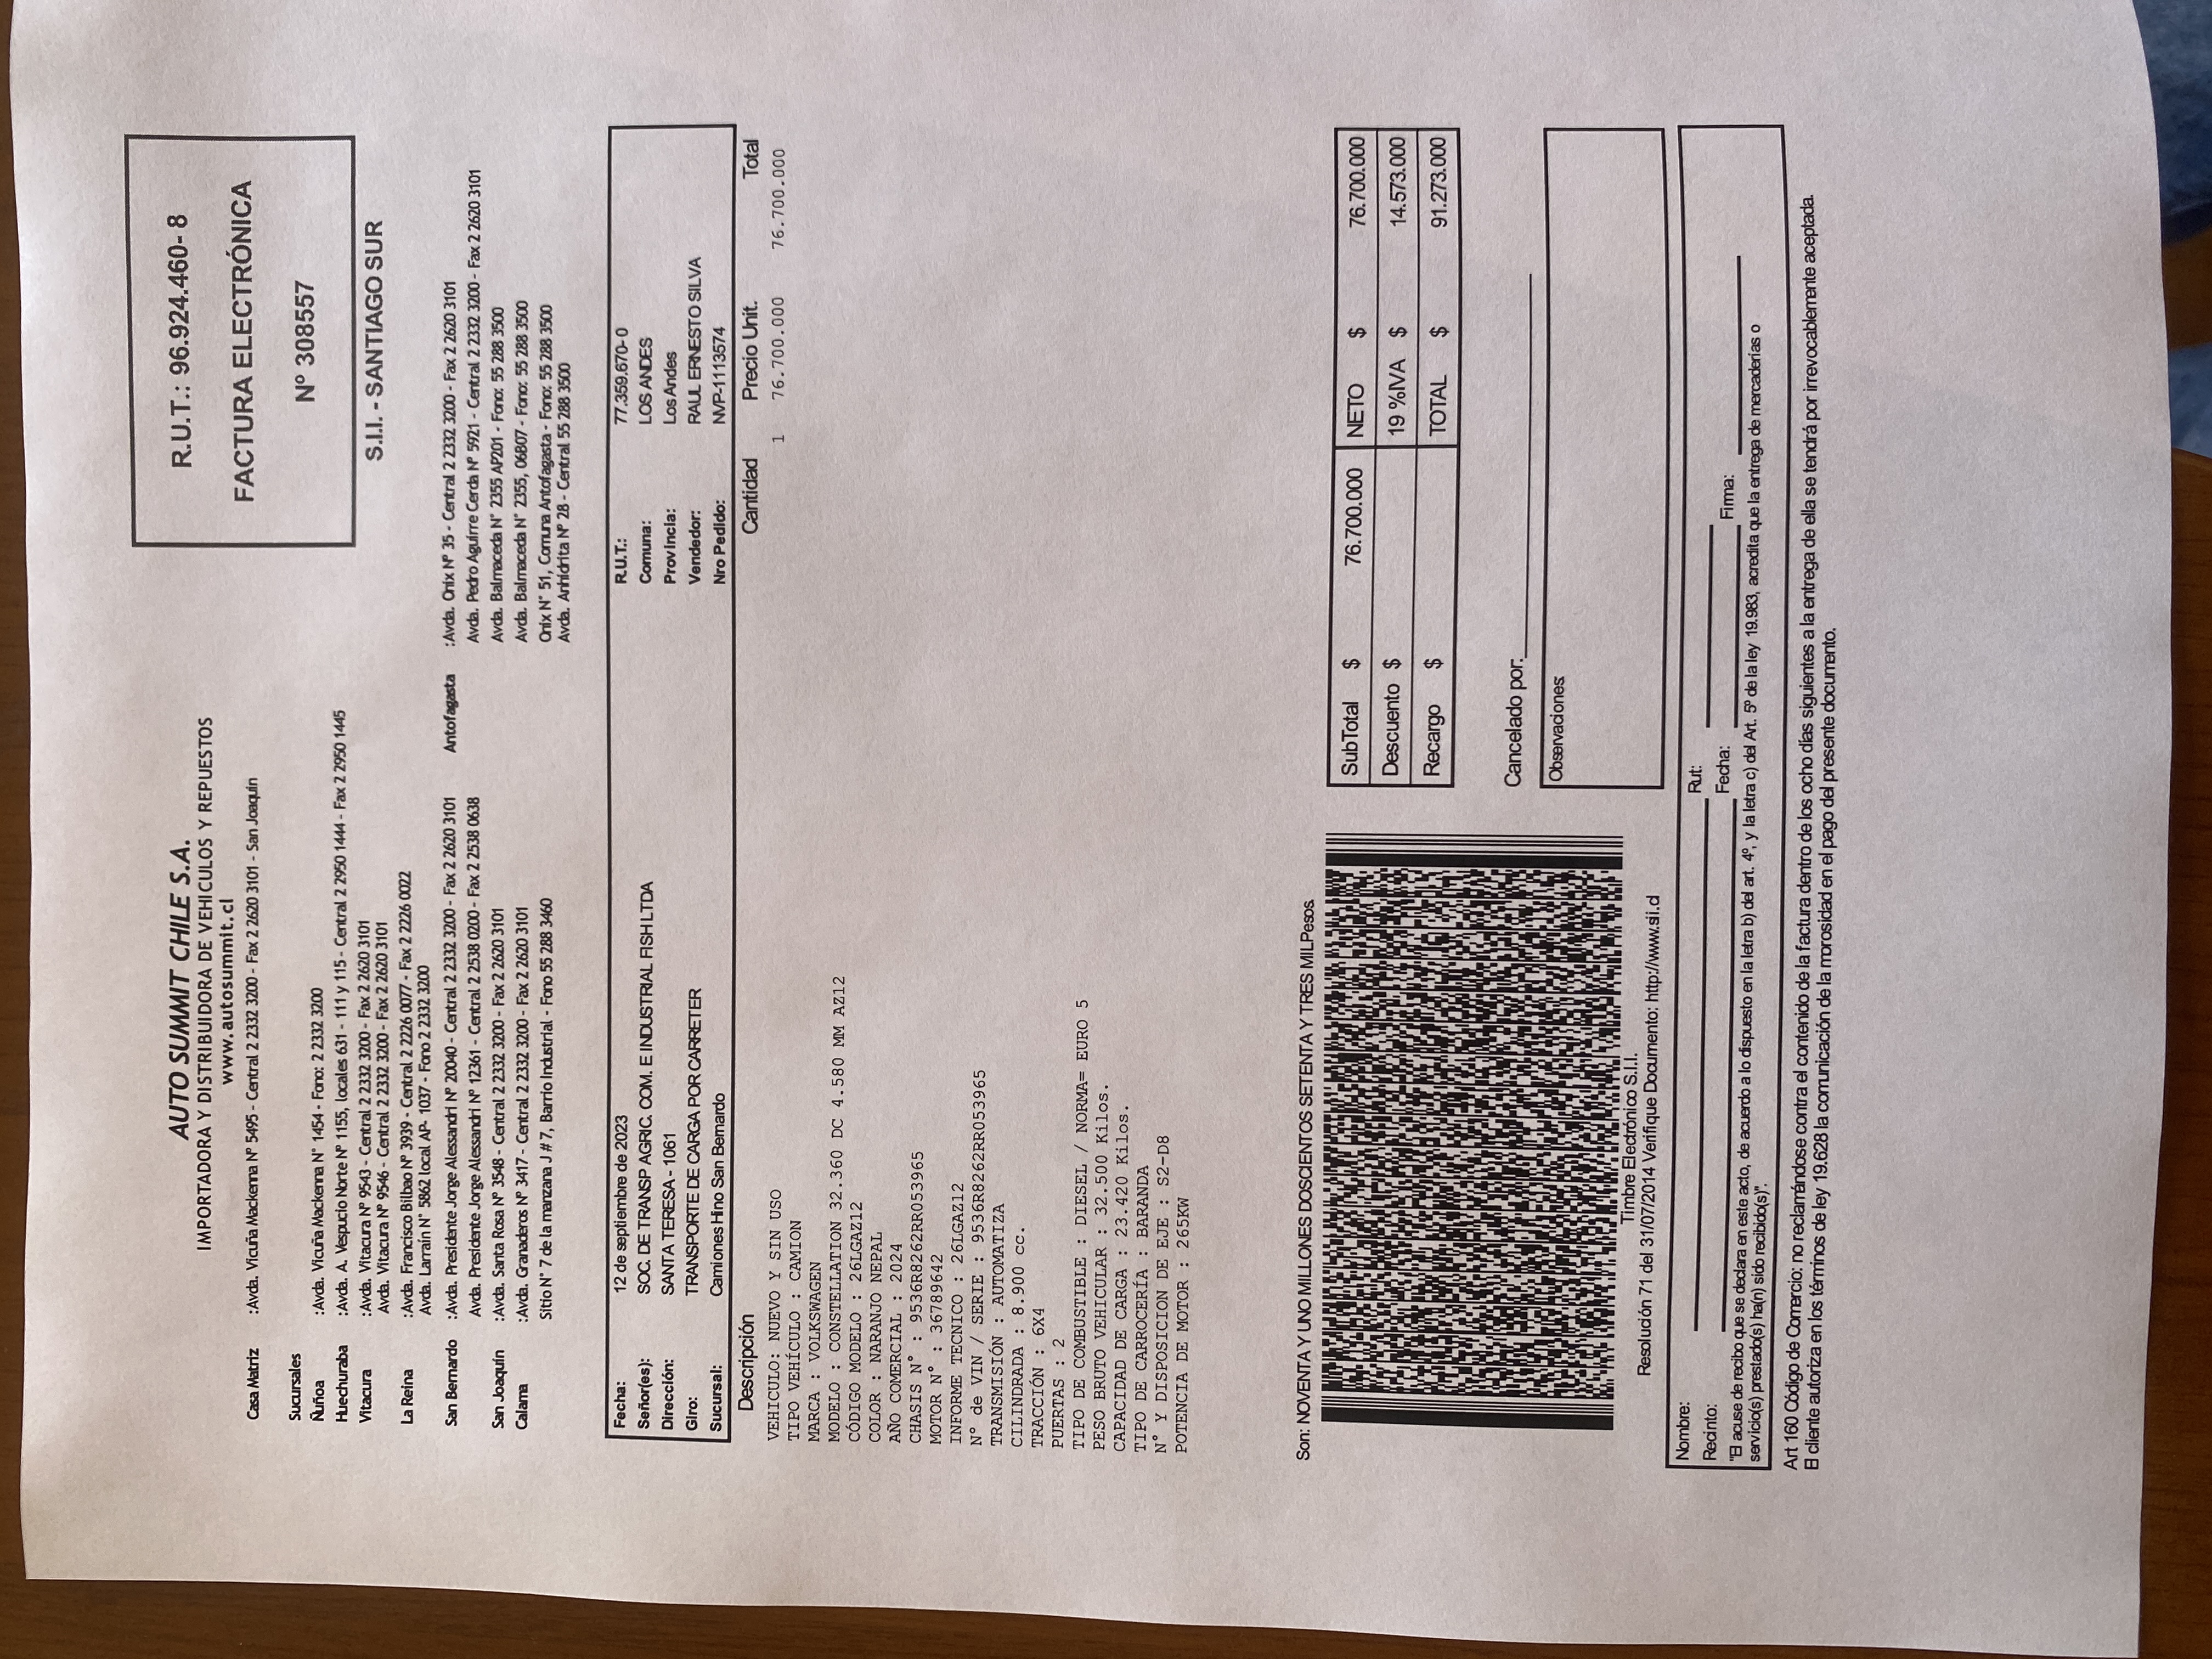 AUTO SUMMIT CHILE S.A.
IMPORTADORA Y DISTRIBUIDORA DE VEHICULOS Y REPUESTOS
www.autosummit.cl
R.U.T.: 96.924.460- 8
FACTURA ELECTRÓNICA
Nº 308557
S.I.I. - SANTIAGO SUR
Casa Matriz :Avda. Vicuña Mackenna Nº 5495 - Central 2 2332 3200 - Fax 2 2620 3101 - San Joaquin
Sucursales
Ñuñoa :Avda. Vicuña Mackenna N° 1454 - Fono: 2 2332 3200
Huechuraba :Avda. A. Vespucio Norte Nº 1155, locales 631 - 111 y 115 - Central 2 2950 1444 - Fax 2 2950 1445
Vitacura :Avda. Vitacura Nº 9543 - Central 2 2332 3200 - Fax 2 2620 3101
Avda. Vitacura Nº 9546 - Central 2 2332 3200 - Fax 2 2620 3101
La Reina :Avda. Francisco Bilbao Nº 3939 - Central 2 2226 0077 - Fax 2 2226 0022
Avda. Larraín N° 5862 local AP- 1037 - Fono 2 2332 3200
San Bernardo :Avda. Presidente Jorge Alessandri Nº 20040 - Central 2 2332 3200 - Fax 2 2620 3101
Avda. Presidente Jorge Alessandri Nº 12361 - Central 2 2538 0200 - Fax 2 2538 0638
San Joaquín :Avda. Santa Rosa Nº 3548 - Central 2 2332 3200 - Fax 2 2620 3101
Calama :Avda. Granaderos Nº 3417 - Central 2 2332 3200 - Fax 2 2620 3101
Sitio N° 7 de la manzana J # 7, Barrio Industrial - Fono 55 288 3460
Antofagasta :Avda. Onix Nº 35 - Central 2 2332 3200 - Fax 2 2620 3101
Avda. Pedro Aguirre Cerda Nº 5921 - Central 2 2332 3200 - Fax 2 2620 3101
Avda. Balmaceda N° 2355 AP201 - Fono: 55 288 3500
Avda. Balmaceda N° 2355, 06B07 - Fono: 55 288 3500
Onix N° 51, Comuna Antofagasta - Fono: 55 288 3500
Avda. Anhidrita Nº 28 - Central 55 288 3500
Fecha: 12 de septiembre de 2023 R.U.T.: 77.359.670-0
Señor(es): SOC. DE TRANSP AGRIC. COM. E INDUSTRIAL FISH LTDA Comuna: LOS ANDES
Dirección: SANTA TERESA - 1061 Provincia: Los Andes
Giro: TRANSPORTE DE CARGA POR CARRETER Vendedor: RAUL ERNESTO SILVA
Sucursal: Camiones Hino San Bernardo Nro Pedido: NVP-1113574
Descripción Cantidad Precio Unit. Total
VEHICULO: NUEVO Y SIN USO 1 76.700.000 76.700.000
TIPO VEHÍCULO : CAMION
MARCA : VOLKSWAGEN
MODELO : CONSTELLATION 32.360 DC 4.580 MM AZ12
CÓDIGO MODELO : 26LGAZ12
COLOR : NARANJO NEPAL
AÑO COMERCIAL : 2024
CHASIS N° : 9536R8262RR053965
MOTOR N° : 36789642
INFORME TECNICO : 26LGAZ12
N° de VIN / SERIE : 9536R8262RR053965
TRANSMISIÓN : AUTOMATIZA
CILINDRADA : 8.900 cc.
TRACCIÓN : 6X4
PUERTAS : 2
TIPO DE COMBUSTIBLE : DIESEL / NORMA= EURO 5
PESO BRUTO VEHICULAR : 32.500 Kilos.
CAPACIDAD DE CARGA : 23.420 Kilos.
TIPO DE CARROCERÍA : BARANDA
N° Y DISPOSICION DE EJE : S2-D8
POTENCIA DE MOTOR : 265KW
Son: NOVENTA Y UNO MILLONES DOSCIENTOS SETENTA Y TRES MIL Pesos.
SubTotal $ 76.700.000 NETO $ 76.700.000
Descuento $ 19 %IVA $ 14.573.000
Recargo $ TOTAL $ 91.273.000
Cancelado por:
Observaciones:
Timbre Electrónico S.I.I.
Resolución 71 del 31/07/2014 Verifique Documento: http://www.sii.cl
Nombre: Rut:
Recinto: Fecha: Firma:
"El acuse de recibo que se declara en este acto, de acuerdo a lo dispuesto en la letra b) del art. 4º, y la letra c) del Art. 5º de la ley 19.983, acredita que la entrega de mercaderías o
servicio(s) prestado(s) ha(n) sido recibido(s)".
Art 160 Código de Comercio: no reclamándose contra el contenido de la factura dentro de los ocho días siguientes a la entrega de ella se tendrá por irrevocablemente aceptada.
El cliente autoriza en los términos de ley 19.628 la comunicación de la morosidad en el pago del presente documento.